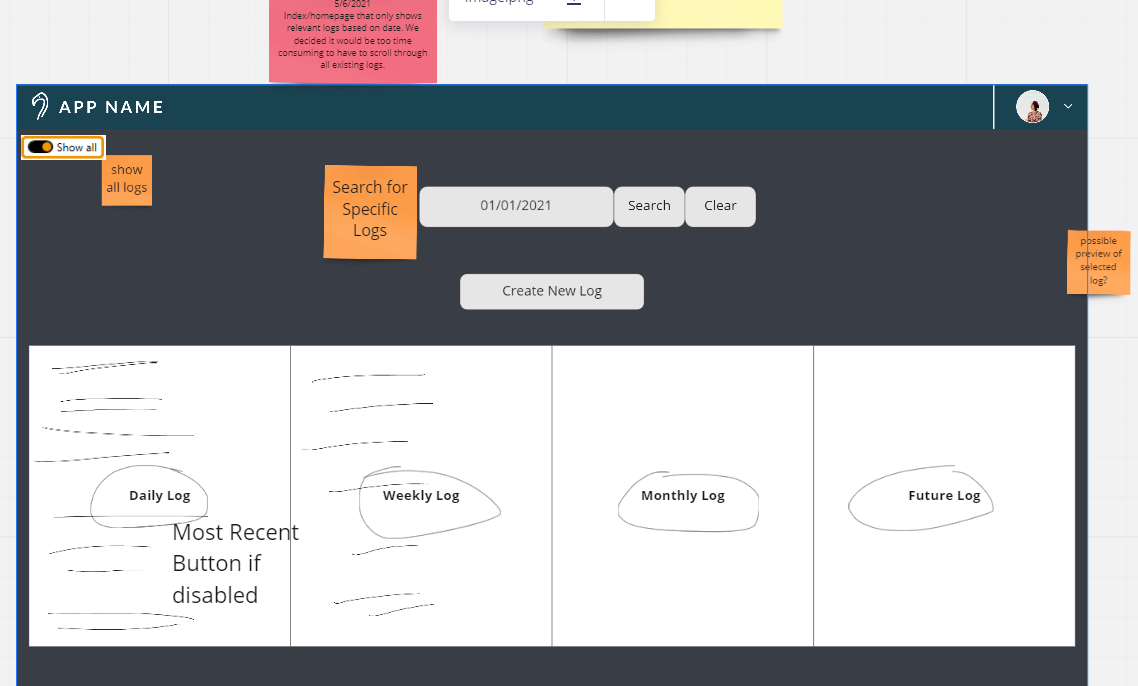 5/6/2021
Index/homepage that only shows
relevant logs based on date. We
decided it would be too time
consuming to have to scroll through
all existing logs.
image.png
APP NAME
Show all
show
all logs
Search for
Specific
Logs
01/01/2021
Search
Clear
possible
preview of
selected
log?
Create New Log
Daily Log
Weekly Log
Monthly Log
Future Log
Most Recent
Button if
disabled